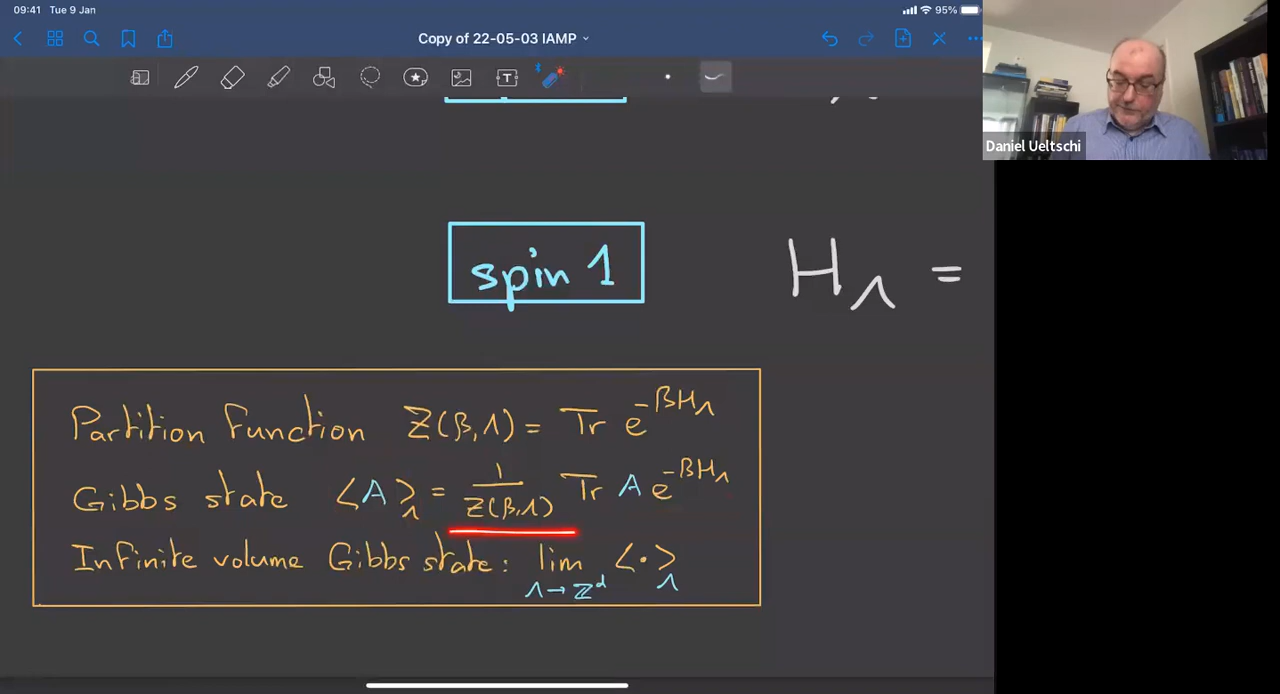 09:41 Tue 9 Jan
95%
Copy of 22-05-03 IAMP
Daniel Ueltschi
spin 1
H_Λ =
Partition function Z(β,Λ) = Tr e^{-βH_Λ}
Gibbs state ⟨A⟩_Λ = 1/Z(β,Λ) Tr A e^{-βH_Λ}
Infinite volume Gibbs state: lim_{Λ→ℤ^d} ⟨·⟩_Λ